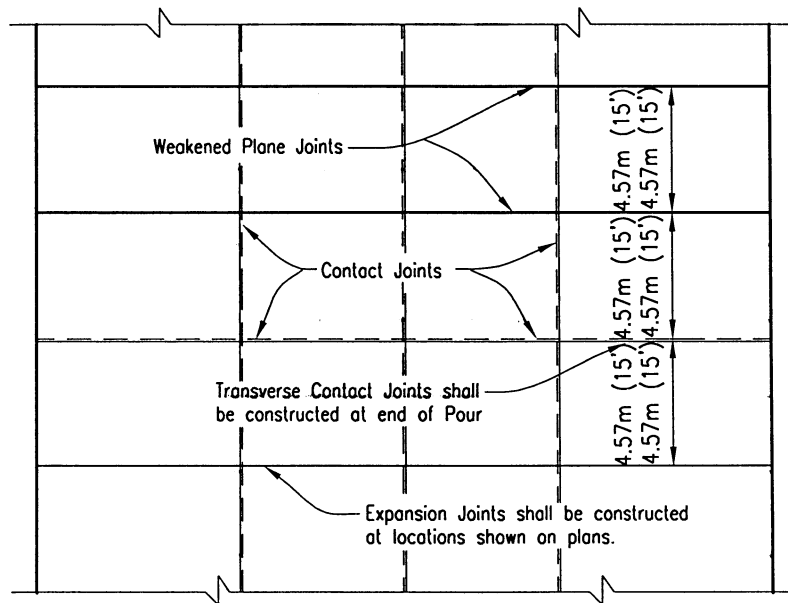 Weakened Plane Joints
4.57m (15')
4.57m (15')
Contact Joints
4.57m (15')
4.57m (15')
Transverse Contact Joints shall
be constructed at end of Pour
4.57m (15')
4.57m (15')
Expansion Joints shall be constructed
at locations shown on plans.